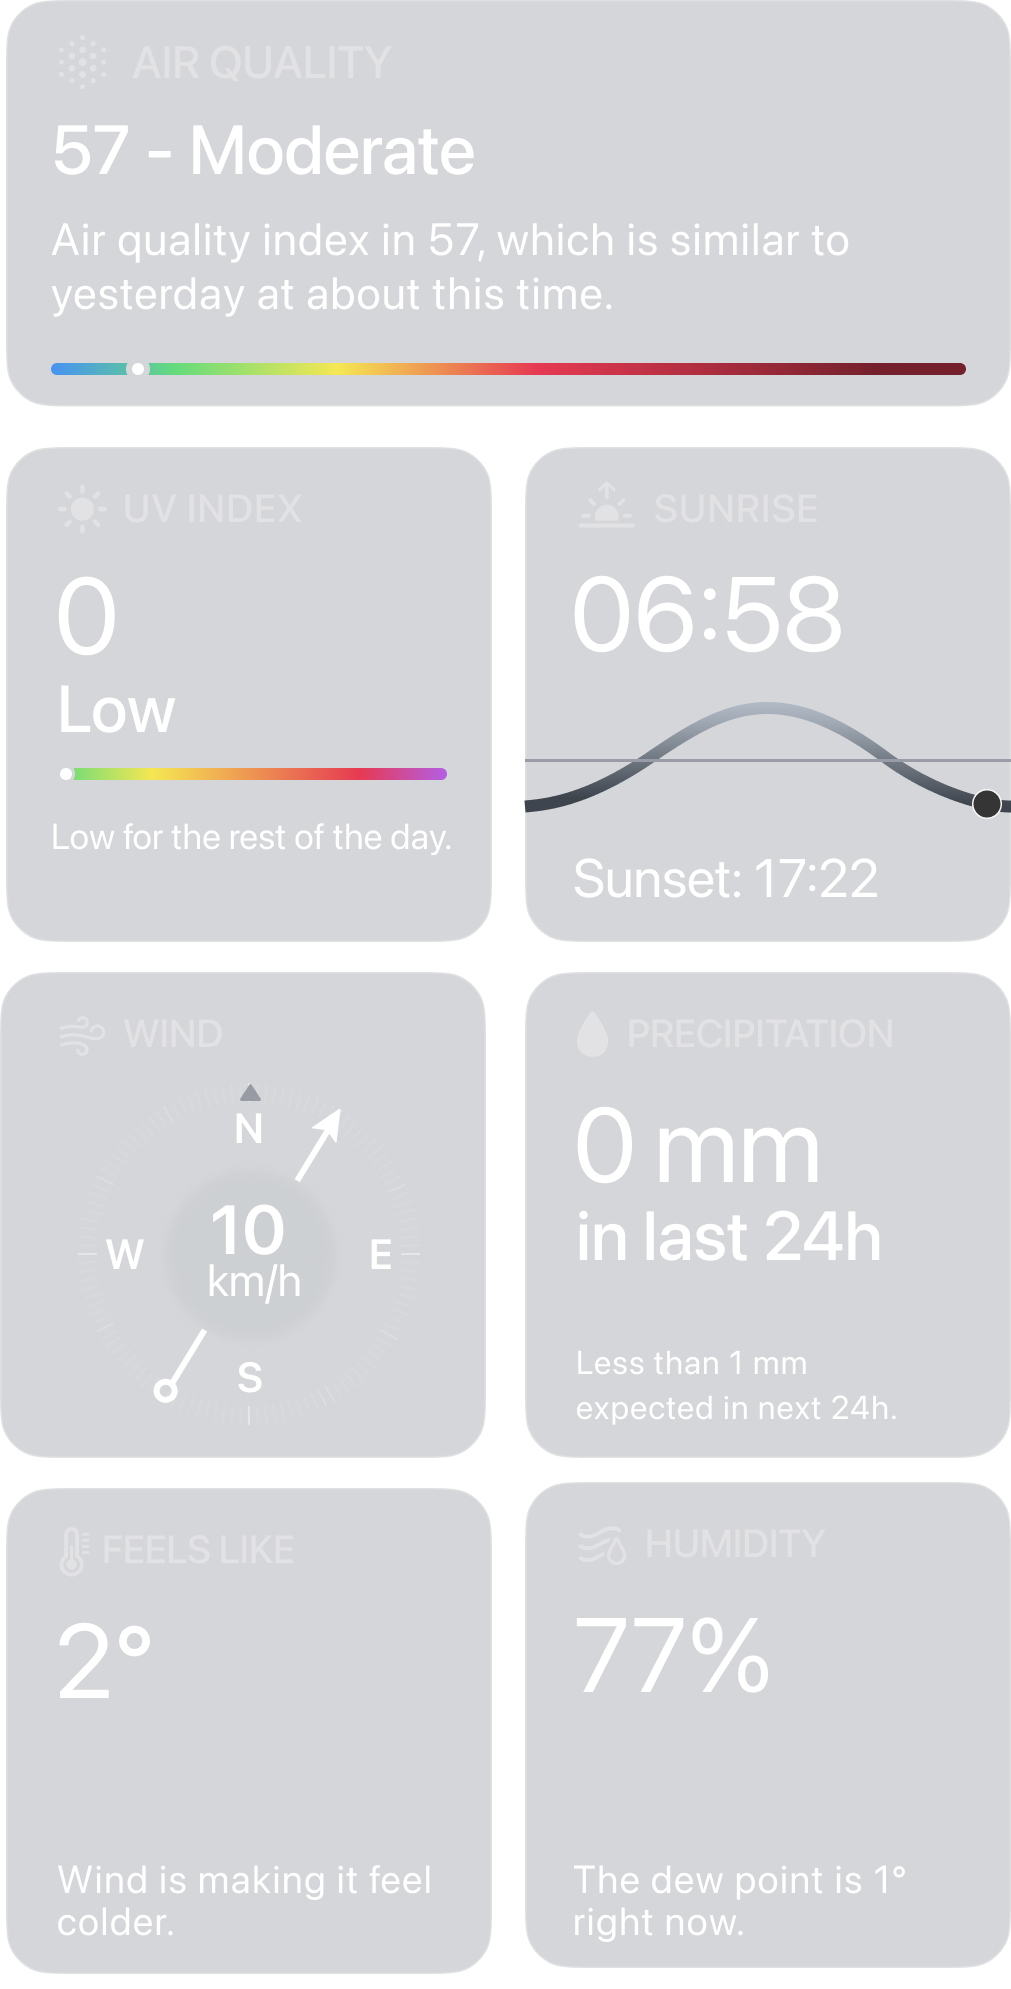 AIR QUALITY
57 - Moderate
Air quality index in 57, which is similar to
yesterday at about this time.
UV INDEX
0
Low
Low for the rest of the day.
SUNRISE
06:58
Sunset: 17:22
WIND
N
W
10
km/h
E
S
PRECIPITATION
0 mm
in last 24h
Less than 1 mm
expected in next 24h.
FEELS LIKE
2°
Wind is making it feel
colder.
HUMIDITY
77%
The dew point is 1°
right now.